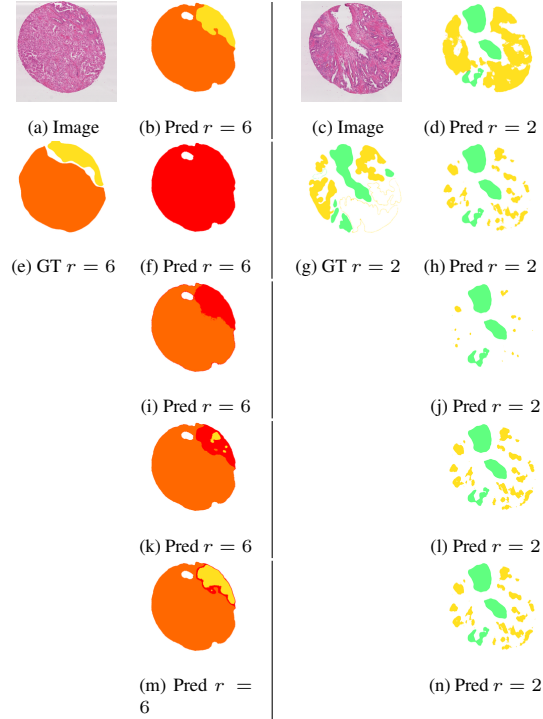 (a) Image
(b) Pred r = 6
(c) Image
(d) Pred r = 2
(e) GT r = 6
(f) Pred r = 6
(g) GT r = 2
(h) Pred r = 2
(i) Pred r = 6
(j) Pred r = 2
(k) Pred r = 6
(l) Pred r = 2
(m) Pred r =
6
(n) Pred r = 2